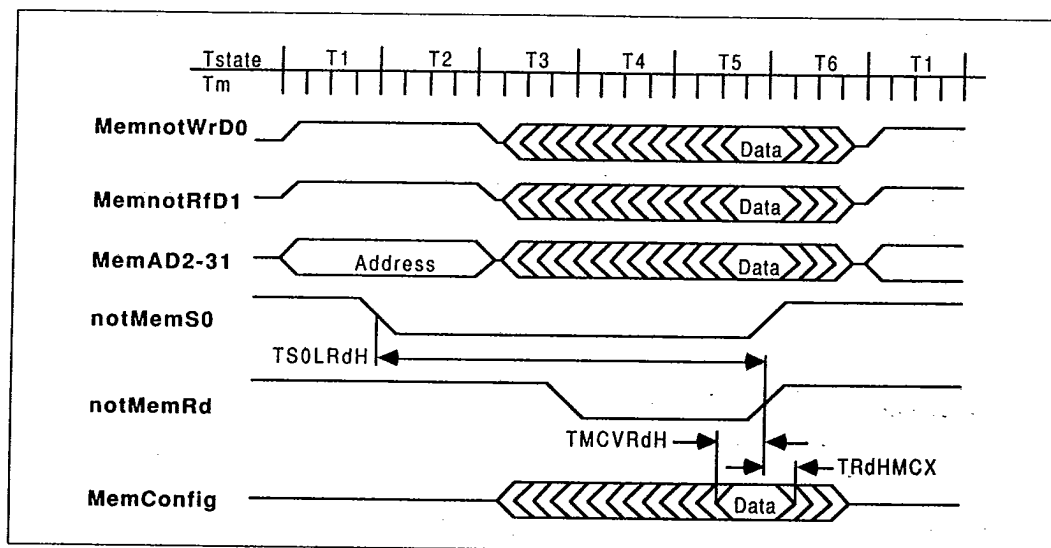 Tstate T1 T2 T3 T4 T5 T6 T1
Tm
MemnotWrD0 Data
MemnotRfD1 Data
MemAD2-31 Address Data
notMemS0
TS0LRdH
notMemRd
TMCVRdH TRdHMCX
MemConfig Data